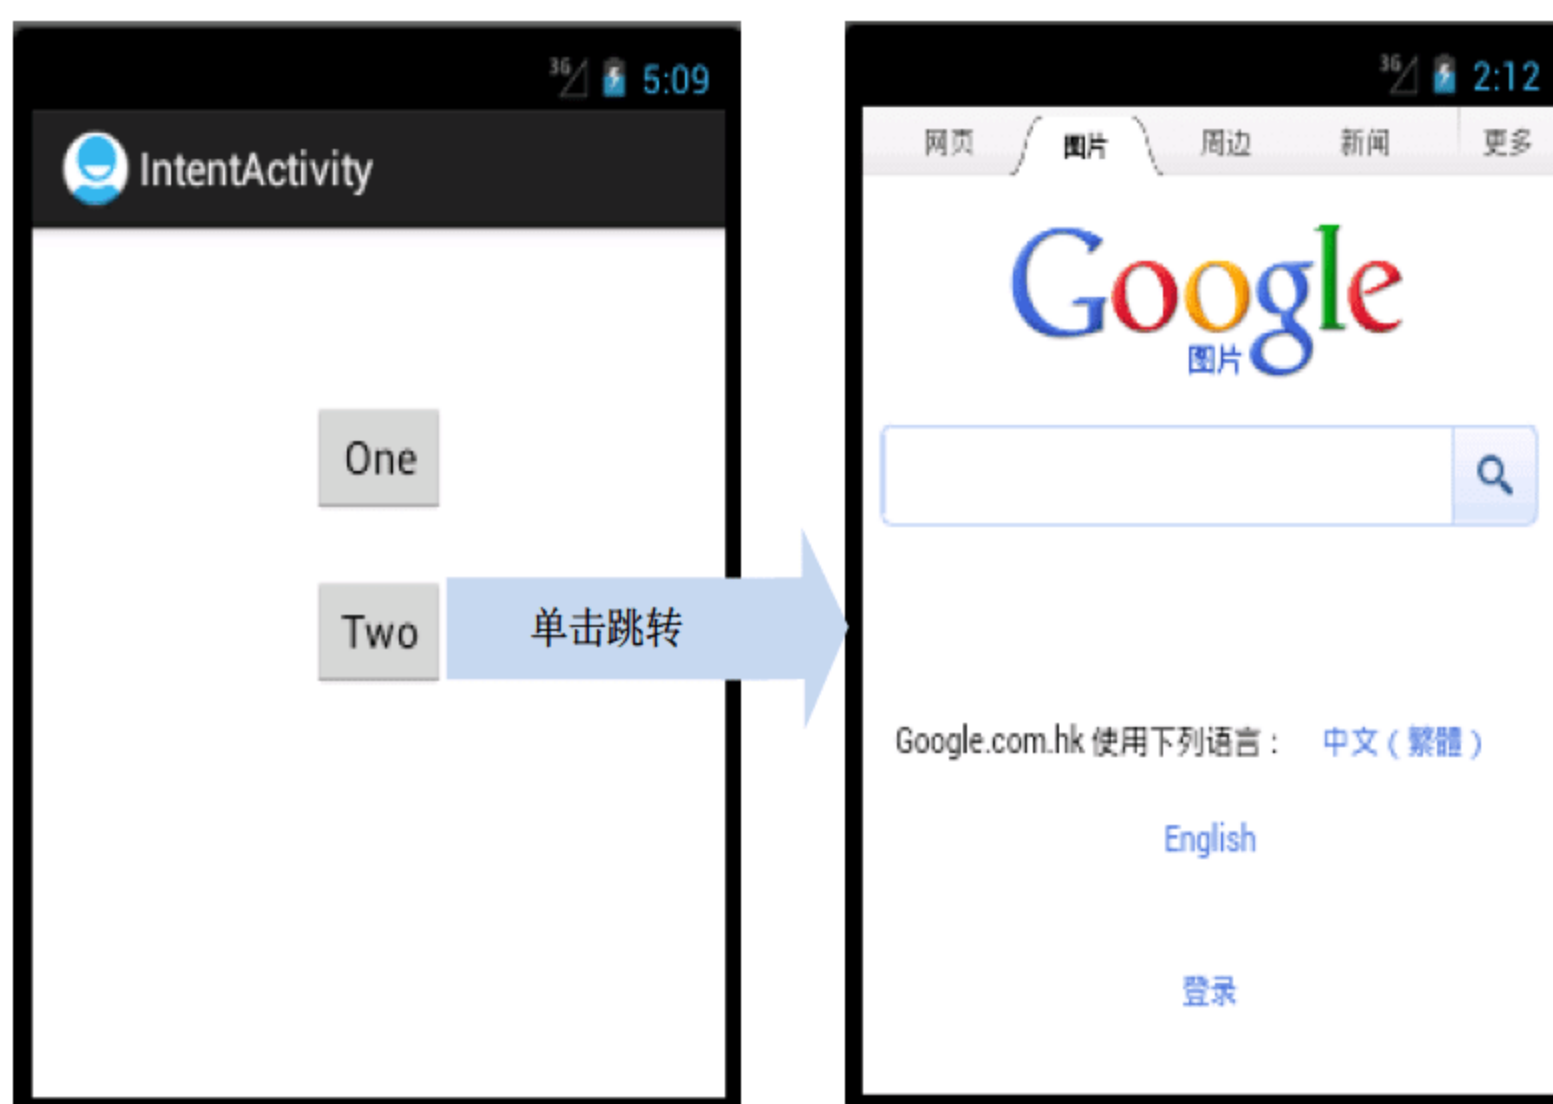 3G 5:09
IntentActivity
One
Two
单击跳转
3G 2:12
网页 图片 周边 新闻 更多
Google
图片
Google.com.hk 使用下列语言： 中文（繁體）
English
登录